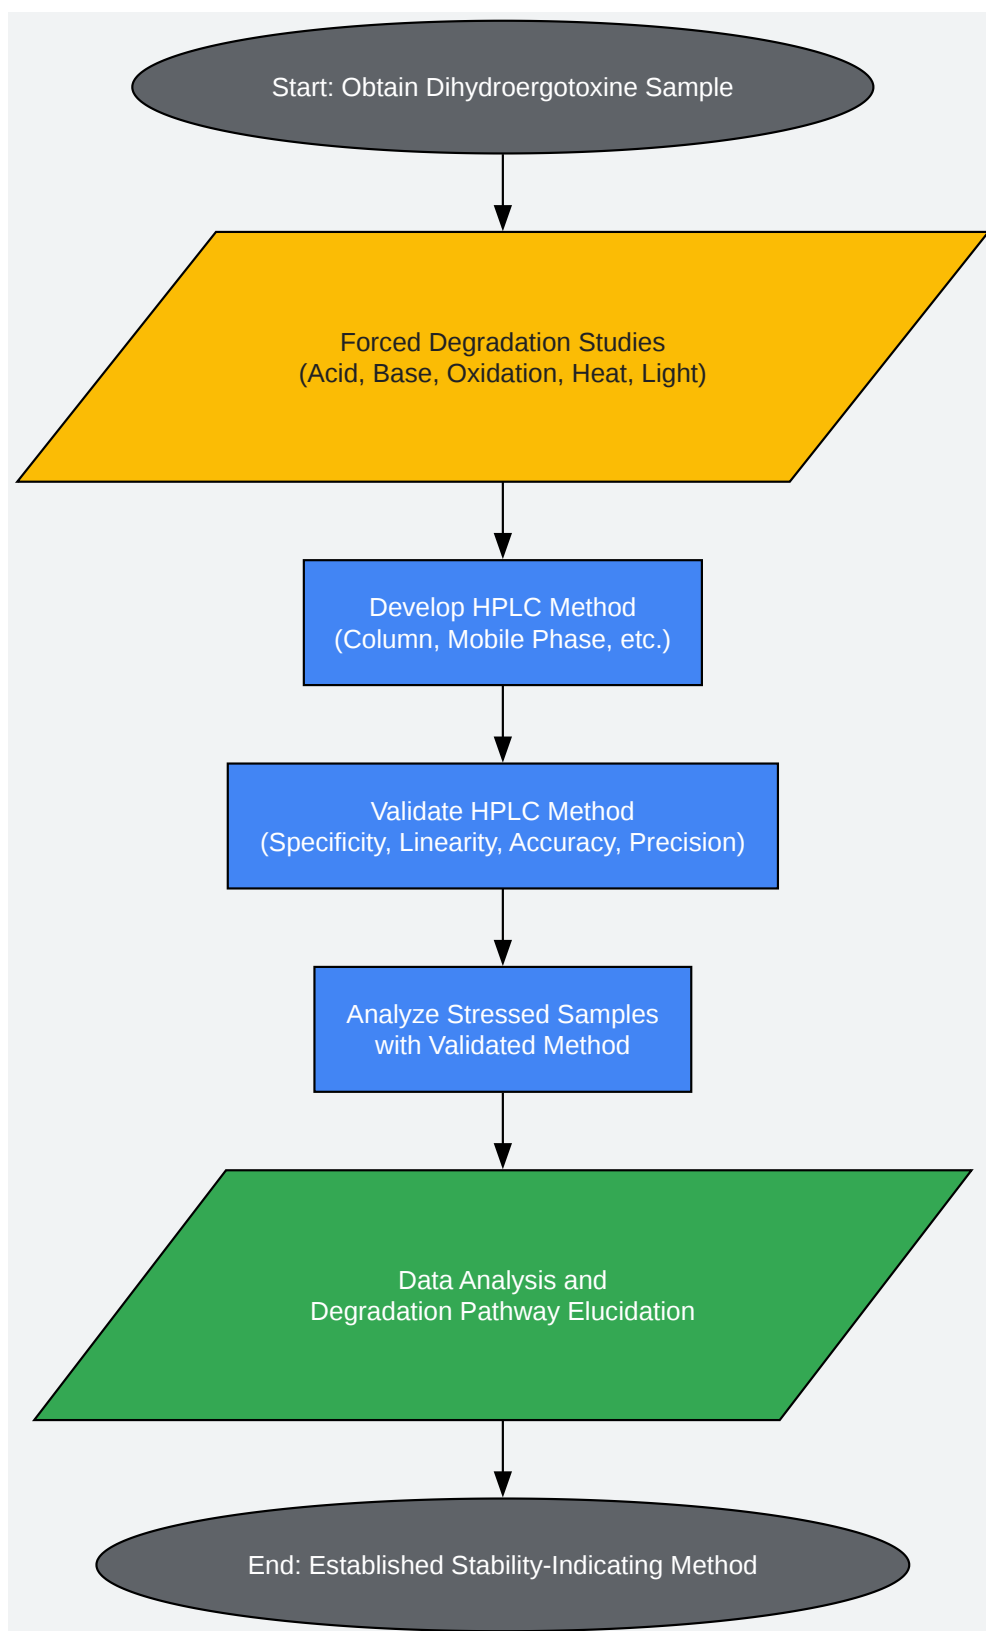 Start: Obtain Dihydroergotoxine Sample
Forced Degradation Studies
(Acid, Base, Oxidation, Heat, Light)
Develop HPLC Method
(Column, Mobile Phase, etc.)
Validate HPLC Method
(Specificity, Linearity, Accuracy, Precision)
Analyze Stressed Samples
with Validated Method
Data Analysis and
Degradation Pathway Elucidation
End: Established Stability-Indicating Method